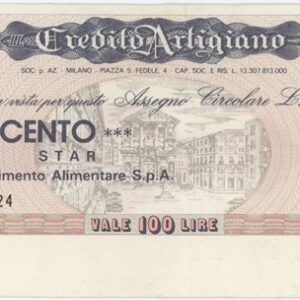 Credito Artigiano
SOC. p. AZ. - MILANO - PIAZZA S. FEDELE, 4 - CAP. SOC. E RIS. L. 13.307.813.000
vista per questo Assegno Circolare L
CENTO ***
STAR
imento Alimentare S.p.A.
24
VALE 100 LIRE